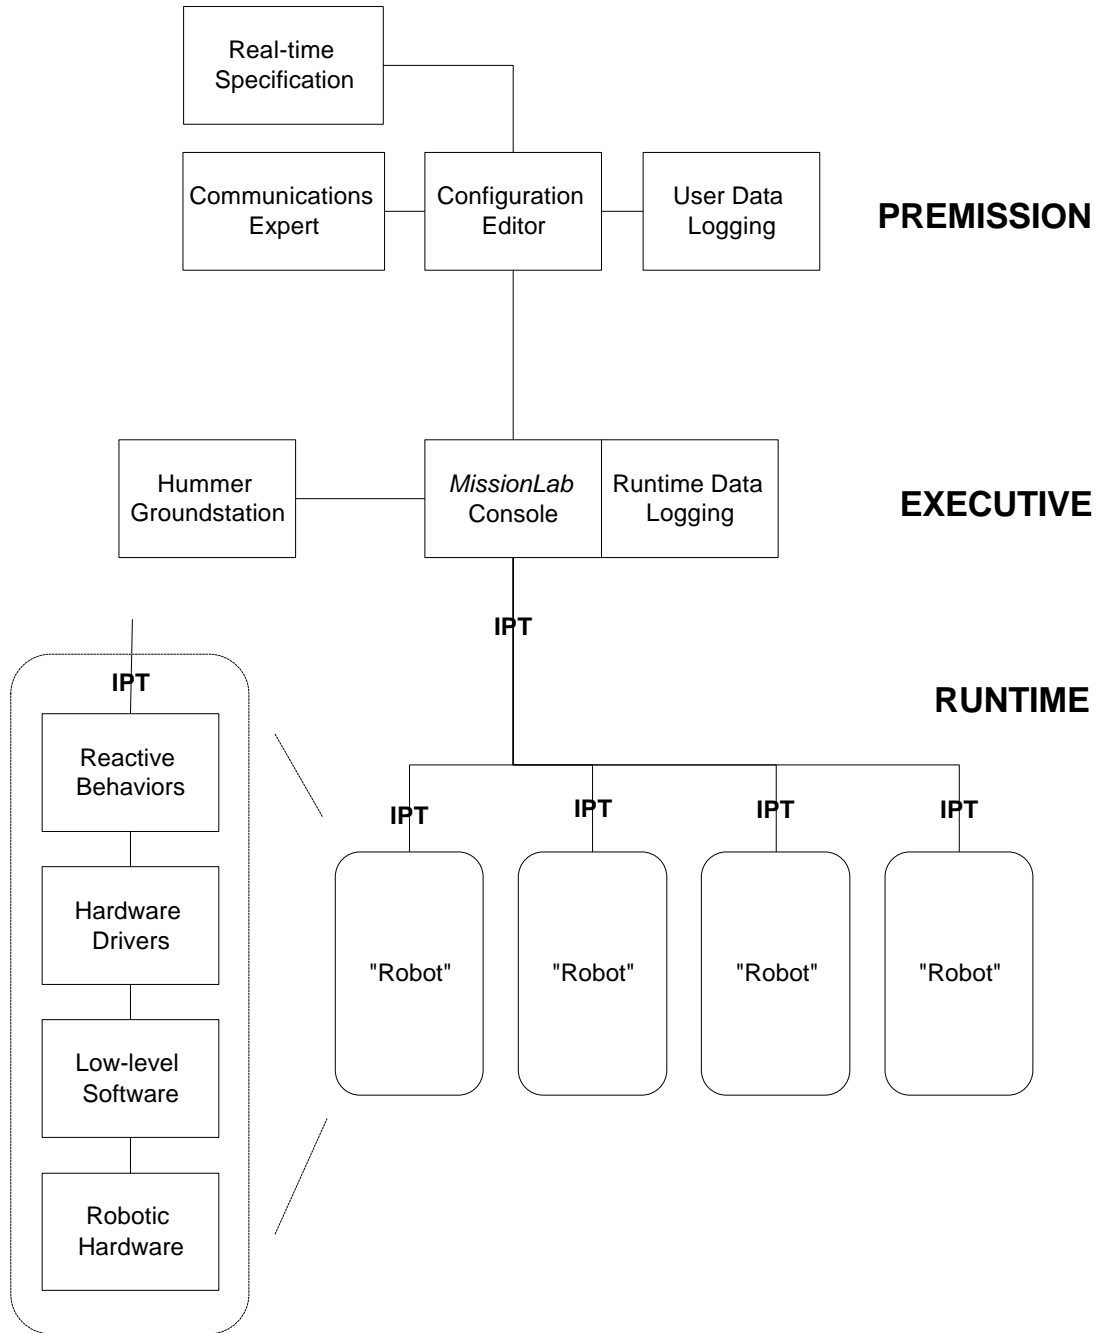 Real-time
Specification
Communications
Expert
Configuration
Editor
User Data
Logging
PREMISSION
Hummer
Groundstation
MissionLab
Console
Runtime Data
Logging
EXECUTIVE
IPT
RUNTIME
IPT
Reactive
Behaviors
Hardware
Drivers
Low-level
Software
Robotic
Hardware
IPT
IPT
IPT
IPT
"Robot"
"Robot"
"Robot"
"Robot"